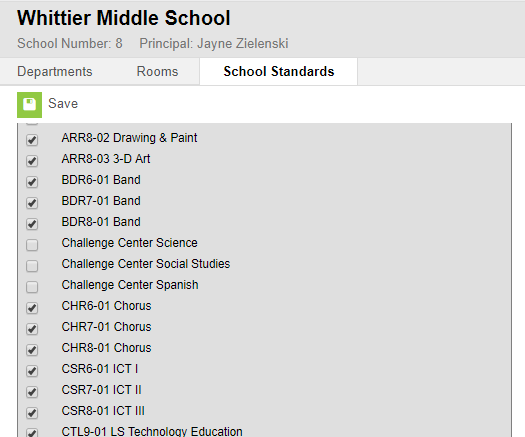 Whittier Middle School
School Number: 8 Principal: Jayne Zielenski
Departments Rooms School Standards
Save
ARR8-02 Drawing & Paint
ARR8-03 3-D Art
BDR6-01 Band
BDR7-01 Band
BDR8-01 Band
Challenge Center Science
Challenge Center Social Studies
Challenge Center Spanish
CHR6-01 Chorus
CHR7-01 Chorus
CHR8-01 Chorus
CSR6-01 ICT I
CSR7-01 ICT II
CSR8-01 ICT III
CTL9-01 LS Technology Education